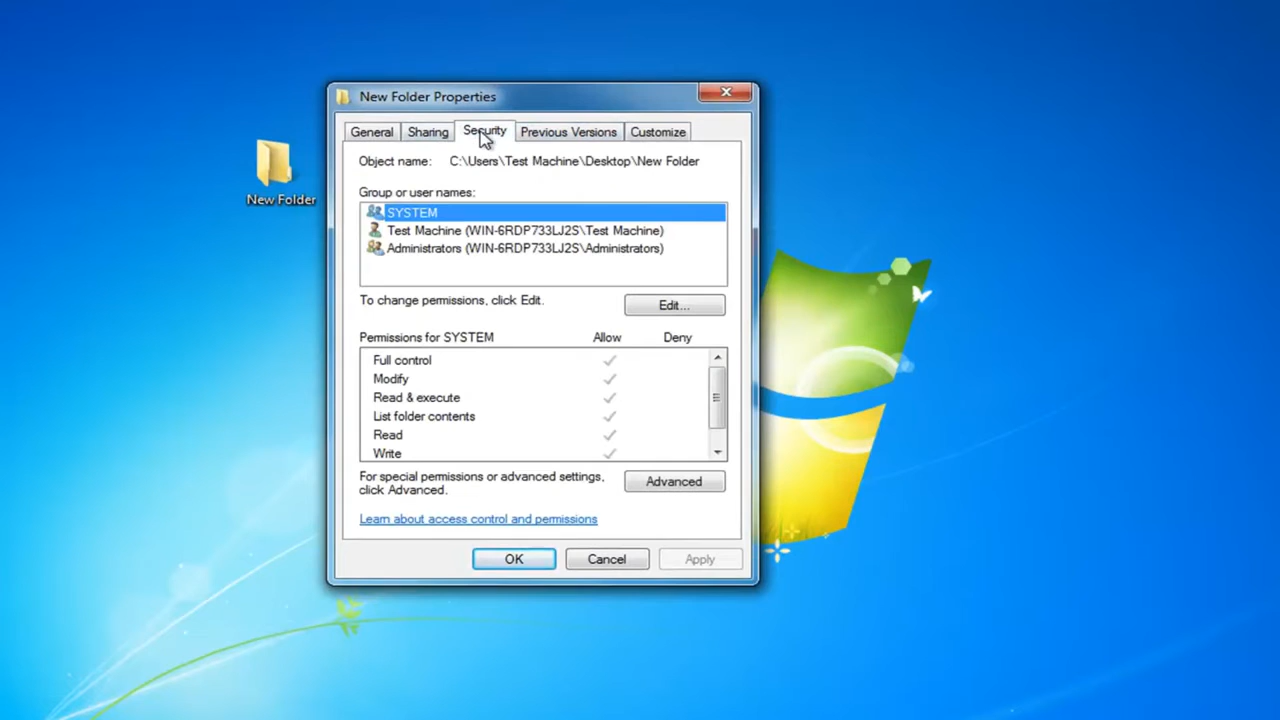 New Folder Properties
General Sharing Security Previous Versions Customize
Object name: C:\Users\Test Machine\Desktop\New Folder
New Folder
Group or user names:
SYSTEM
Test Machine (WIN-6RDP733LJ2S\Test Machine)
Administrators (WIN-6RDP733LJ2S\Administrators)
To change permissions, click Edit.
Edit...
Permissions for SYSTEM Allow Deny
Full control
Modify
Read & execute
List folder contents
Read
Write
For special permissions or advanced settings,
click Advanced.
Advanced
Learn about access control and permissions
OK Cancel Apply